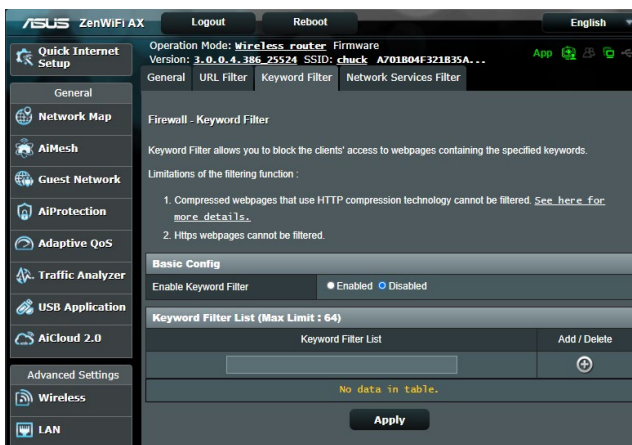 ASUS ZenWiFi AX Logout Reboot English
Quick Internet Setup
General
Network Map
AiMesh
Guest Network
AiProtection
Adaptive QoS
Traffic Analyzer
USB Application
AiCloud 2.0
Advanced Settings
Wireless
LAN
Operation Mode: Wireless router Firmware
Version: 3.0.0.4.386_25524 SSID: chuck A701B04F321B35A...
App
General URL Filter Keyword Filter Network Services Filter
Firewall - Keyword Filter
Keyword Filter allows you to block the clients' access to webpages containing the specified keywords.
Limitations of the filtering function :
1. Compressed webpages that use HTTP compression technology cannot be filtered. See here for
more details.
2. Https webpages cannot be filtered.
Basic Config
Enable Keyword Filter Enabled Disabled
Keyword Filter List (Max Limit : 64)
Keyword Filter List Add / Delete
No data in table.
Apply